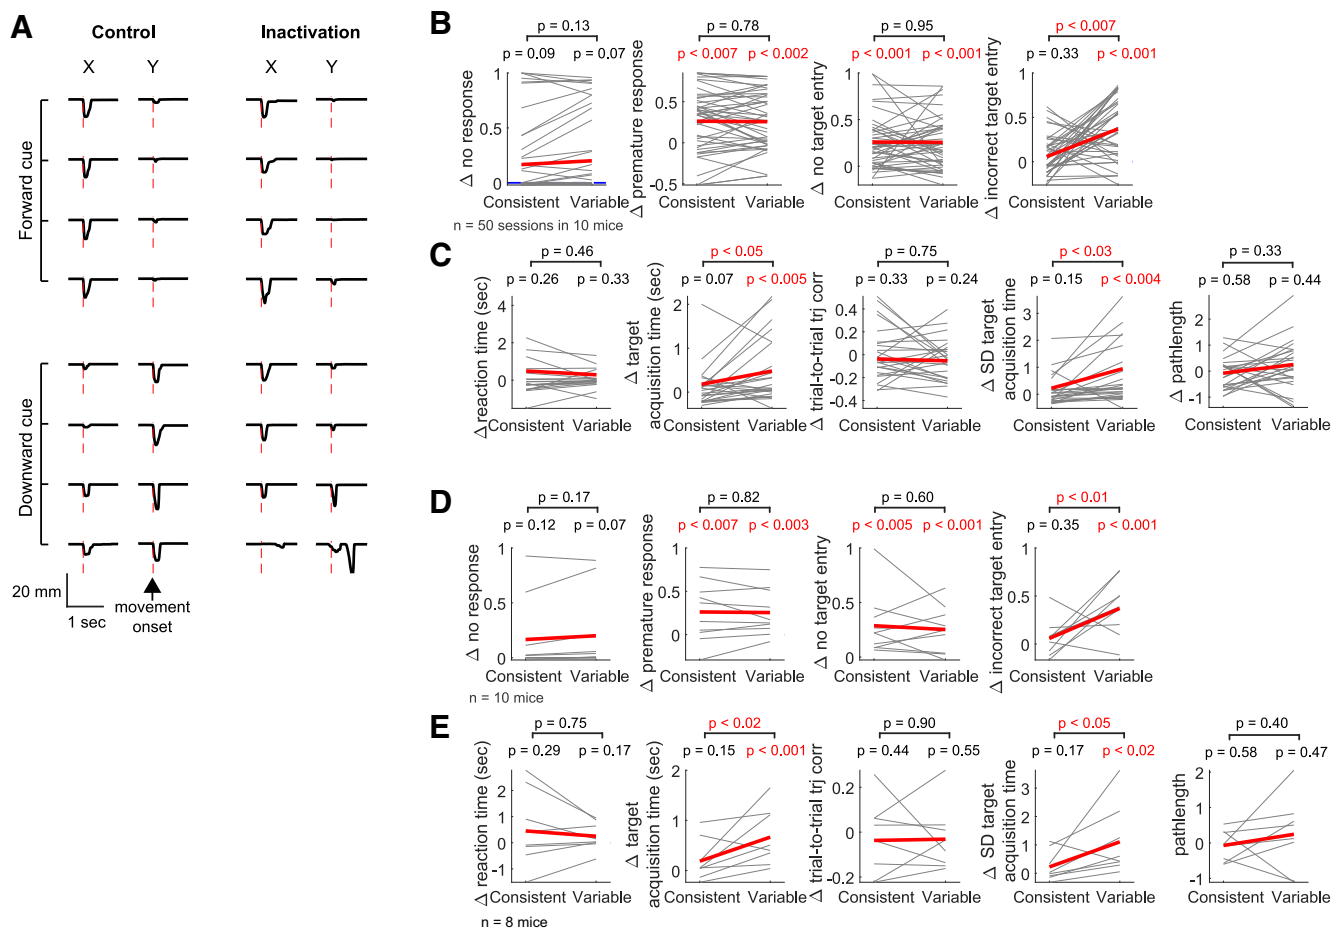 A
Control
Inactivation
X
Y
X
Y
Forward cue
Downward cue
20 mm
1 sec
movement
onset
B
p = 0.13
p = 0.09
p = 0.07
Δ no response
1
0.5
0
Consistent
Variable
n = 50 sessions in 10 mice
p = 0.78
p < 0.007
p < 0.002
Δ premature response
0.5
0
-0.5
Consistent
Variable
p = 0.95
p < 0.001
p < 0.001
Δ no target entry
1
0.5
0
Consistent
Variable
p < 0.007
p = 0.33
p < 0.001
Δ incorrect target entry
1
0.5
0
Consistent
Variable
C
p = 0.46
p = 0.26
p = 0.33
Δ reaction time (sec)
4
2
0
Consistent
Variable
p < 0.05
p = 0.07
p < 0.005
Δ target
acquisition time (sec)
2
1
0
Consistent
Variable
p = 0.75
p = 0.33
p = 0.24
Δ trial-to-trial trj corr
0.4
0.2
0
-0.2
-0.4
Consistent
Variable
p < 0.03
p = 0.15
p < 0.004
Δ SD target
acquisition time
3
2
1
0
Consistent
Variable
p = 0.33
p = 0.58
p = 0.44
Δ pathlength
2
1
0
-1
Consistent
Variable
D
p = 0.17
p = 0.12
p = 0.07
Δ no response
1
0.5
0
Consistent
Variable
n = 10 mice
p = 0.82
p < 0.007
p < 0.003
Δ premature response
1
0.5
0
Consistent
Variable
p = 0.60
p < 0.005
p < 0.001
Δ no target entry
1
0.5
0
Consistent
Variable
p < 0.01
p = 0.35
p < 0.001
Δ incorrect target entry
1
0.5
0
Consistent
Variable
E
p = 0.75
p = 0.29
p = 0.17
Δ reaction time (sec)
2
1
0
-1
Consistent
Variable
n = 8 mice
p < 0.02
p = 0.15
p < 0.001
Δ target
acquisition time (sec)
2
1
0
Consistent
Variable
p = 0.90
p = 0.44
p = 0.55
Δ trial-to-trial trj corr
0.2
0
-0.2
Consistent
Variable
p < 0.05
p = 0.17
p < 0.02
Δ SD target
acquisition time
3
2
1
0
Consistent
Variable
p = 0.40
p = 0.58
p = 0.47
pathlength
2
1
0
-1
Consistent
Variable